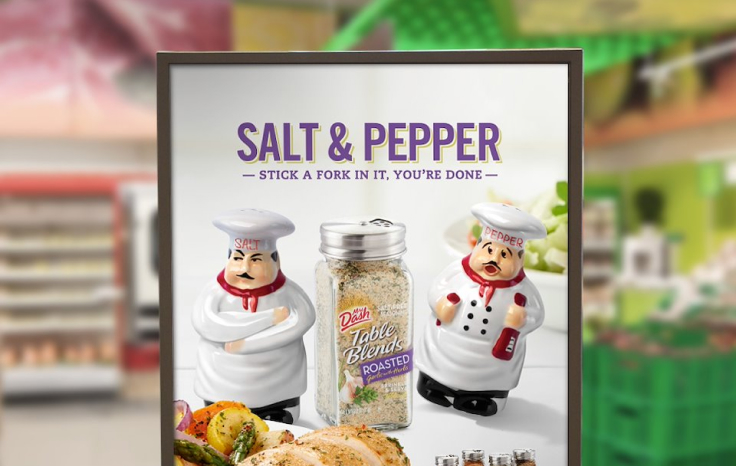 SALT & PEPPER
— STICK A FORK IN IT, YOU'RE DONE —
SALT
PEPPER
Dash
Table
Blends
ROASTED